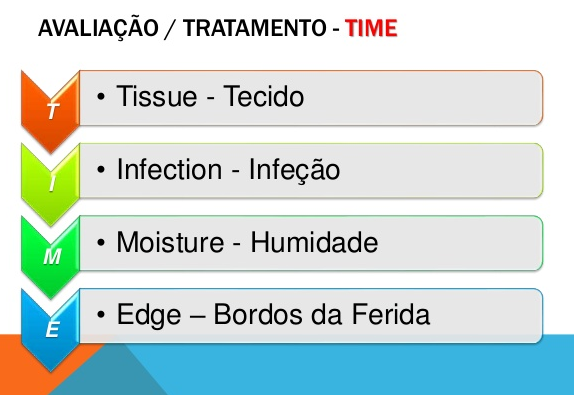 AVALIAÇÃO / TRATAMENTO - TIME
T
• Tissue - Tecido
I
• Infection - Infeção
M
• Moisture - Humidade
E
• Edge – Bordos da Ferida